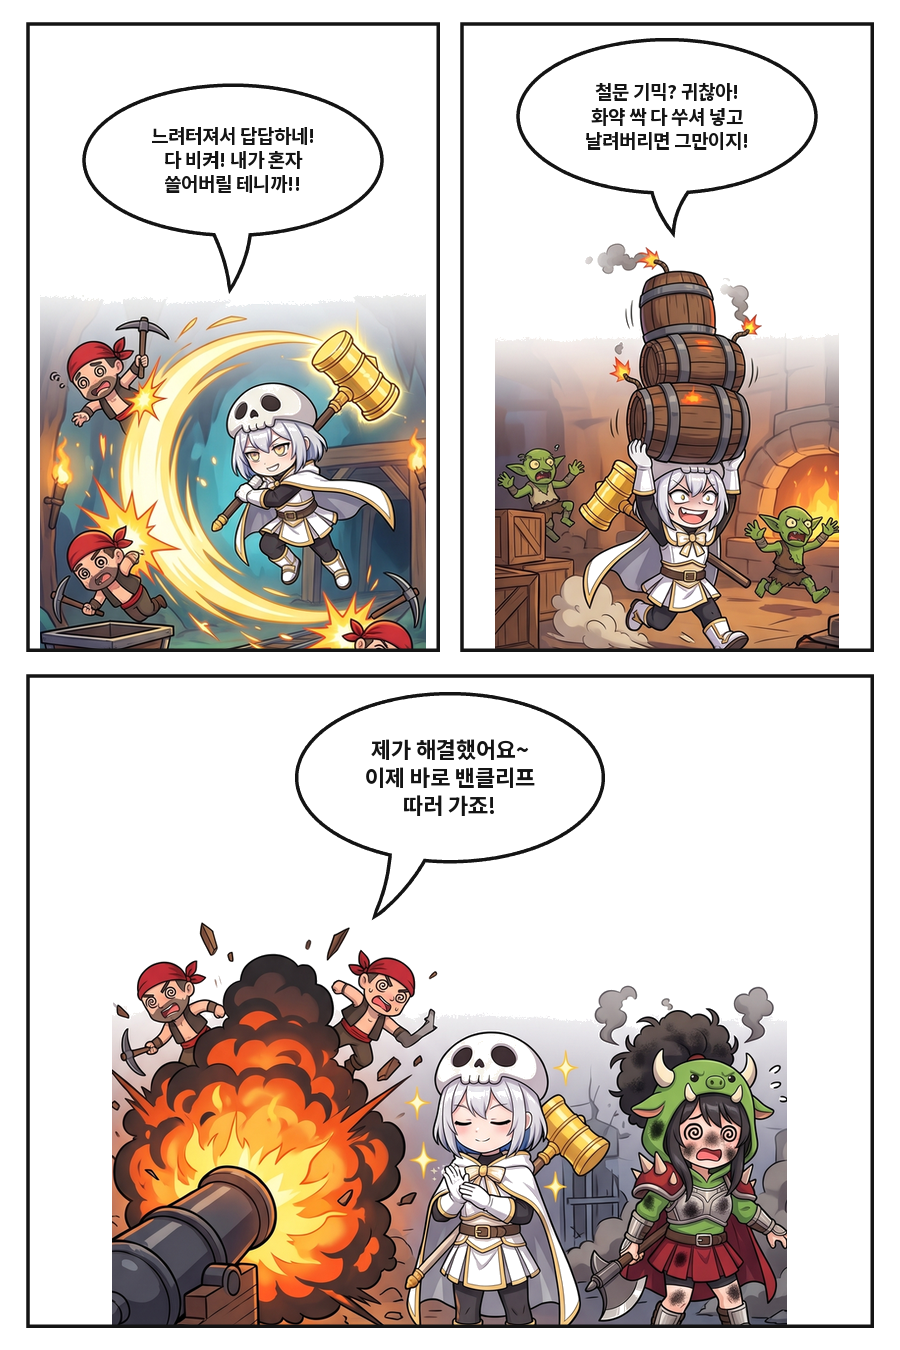 느려터져서 답답하네!
다 비켜! 내가 혼자
쓸어버릴 테니까!!
철문 기믹? 귀찮아!
화약 싹 다 쑤셔 넣고
날려버리면 그만이지!
제가 해결했어요~
이제 바로 밴클리프
따러 가죠!